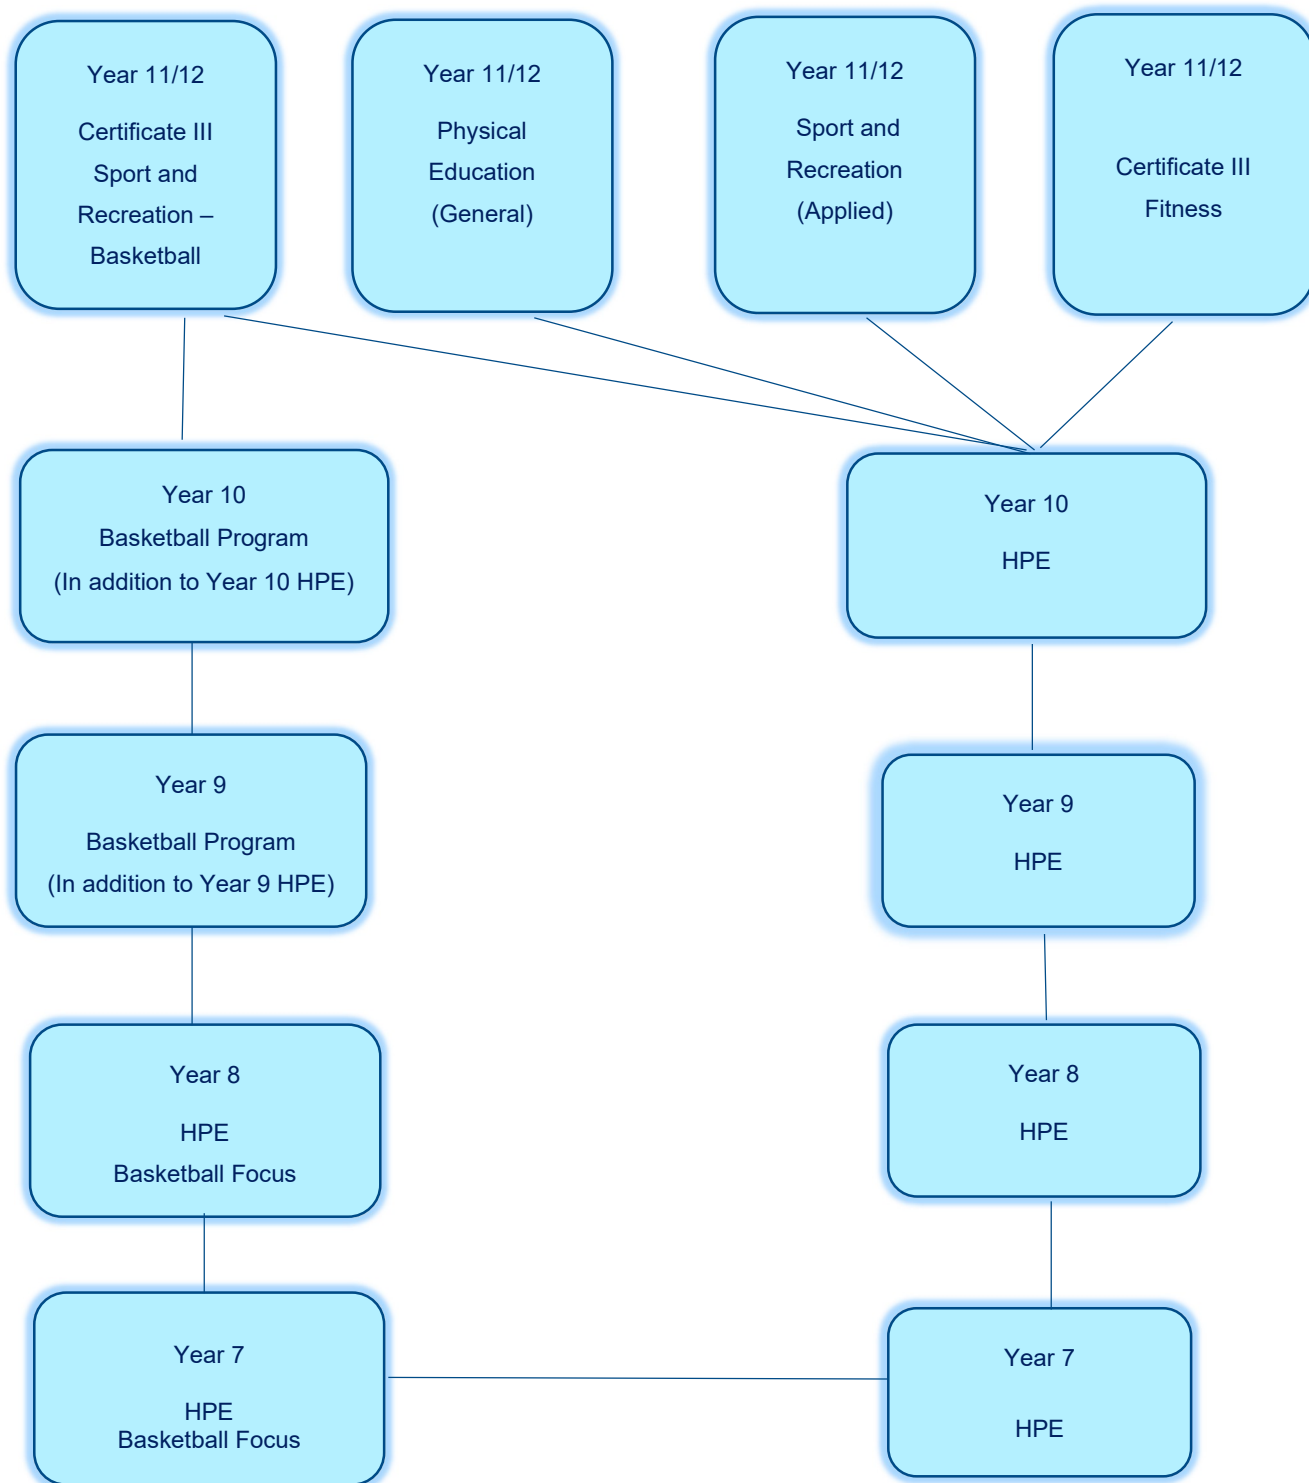 Year 11/12
Certificate III
Sport and
Recreation –
Basketball
Year 11/12
Physical
Education
(General)
Year 11/12
Sport and
Recreation
(Applied)
Year 11/12
Certificate III
Fitness
Year 10
Basketball Program
(In addition to Year 10 HPE)
Year 10
HPE
Year 9
Basketball Program
(In addition to Year 9 HPE)
Year 9
HPE
Year 8
HPE
Basketball Focus
Year 8
HPE
Year 7
HPE
Basketball Focus
Year 7
HPE